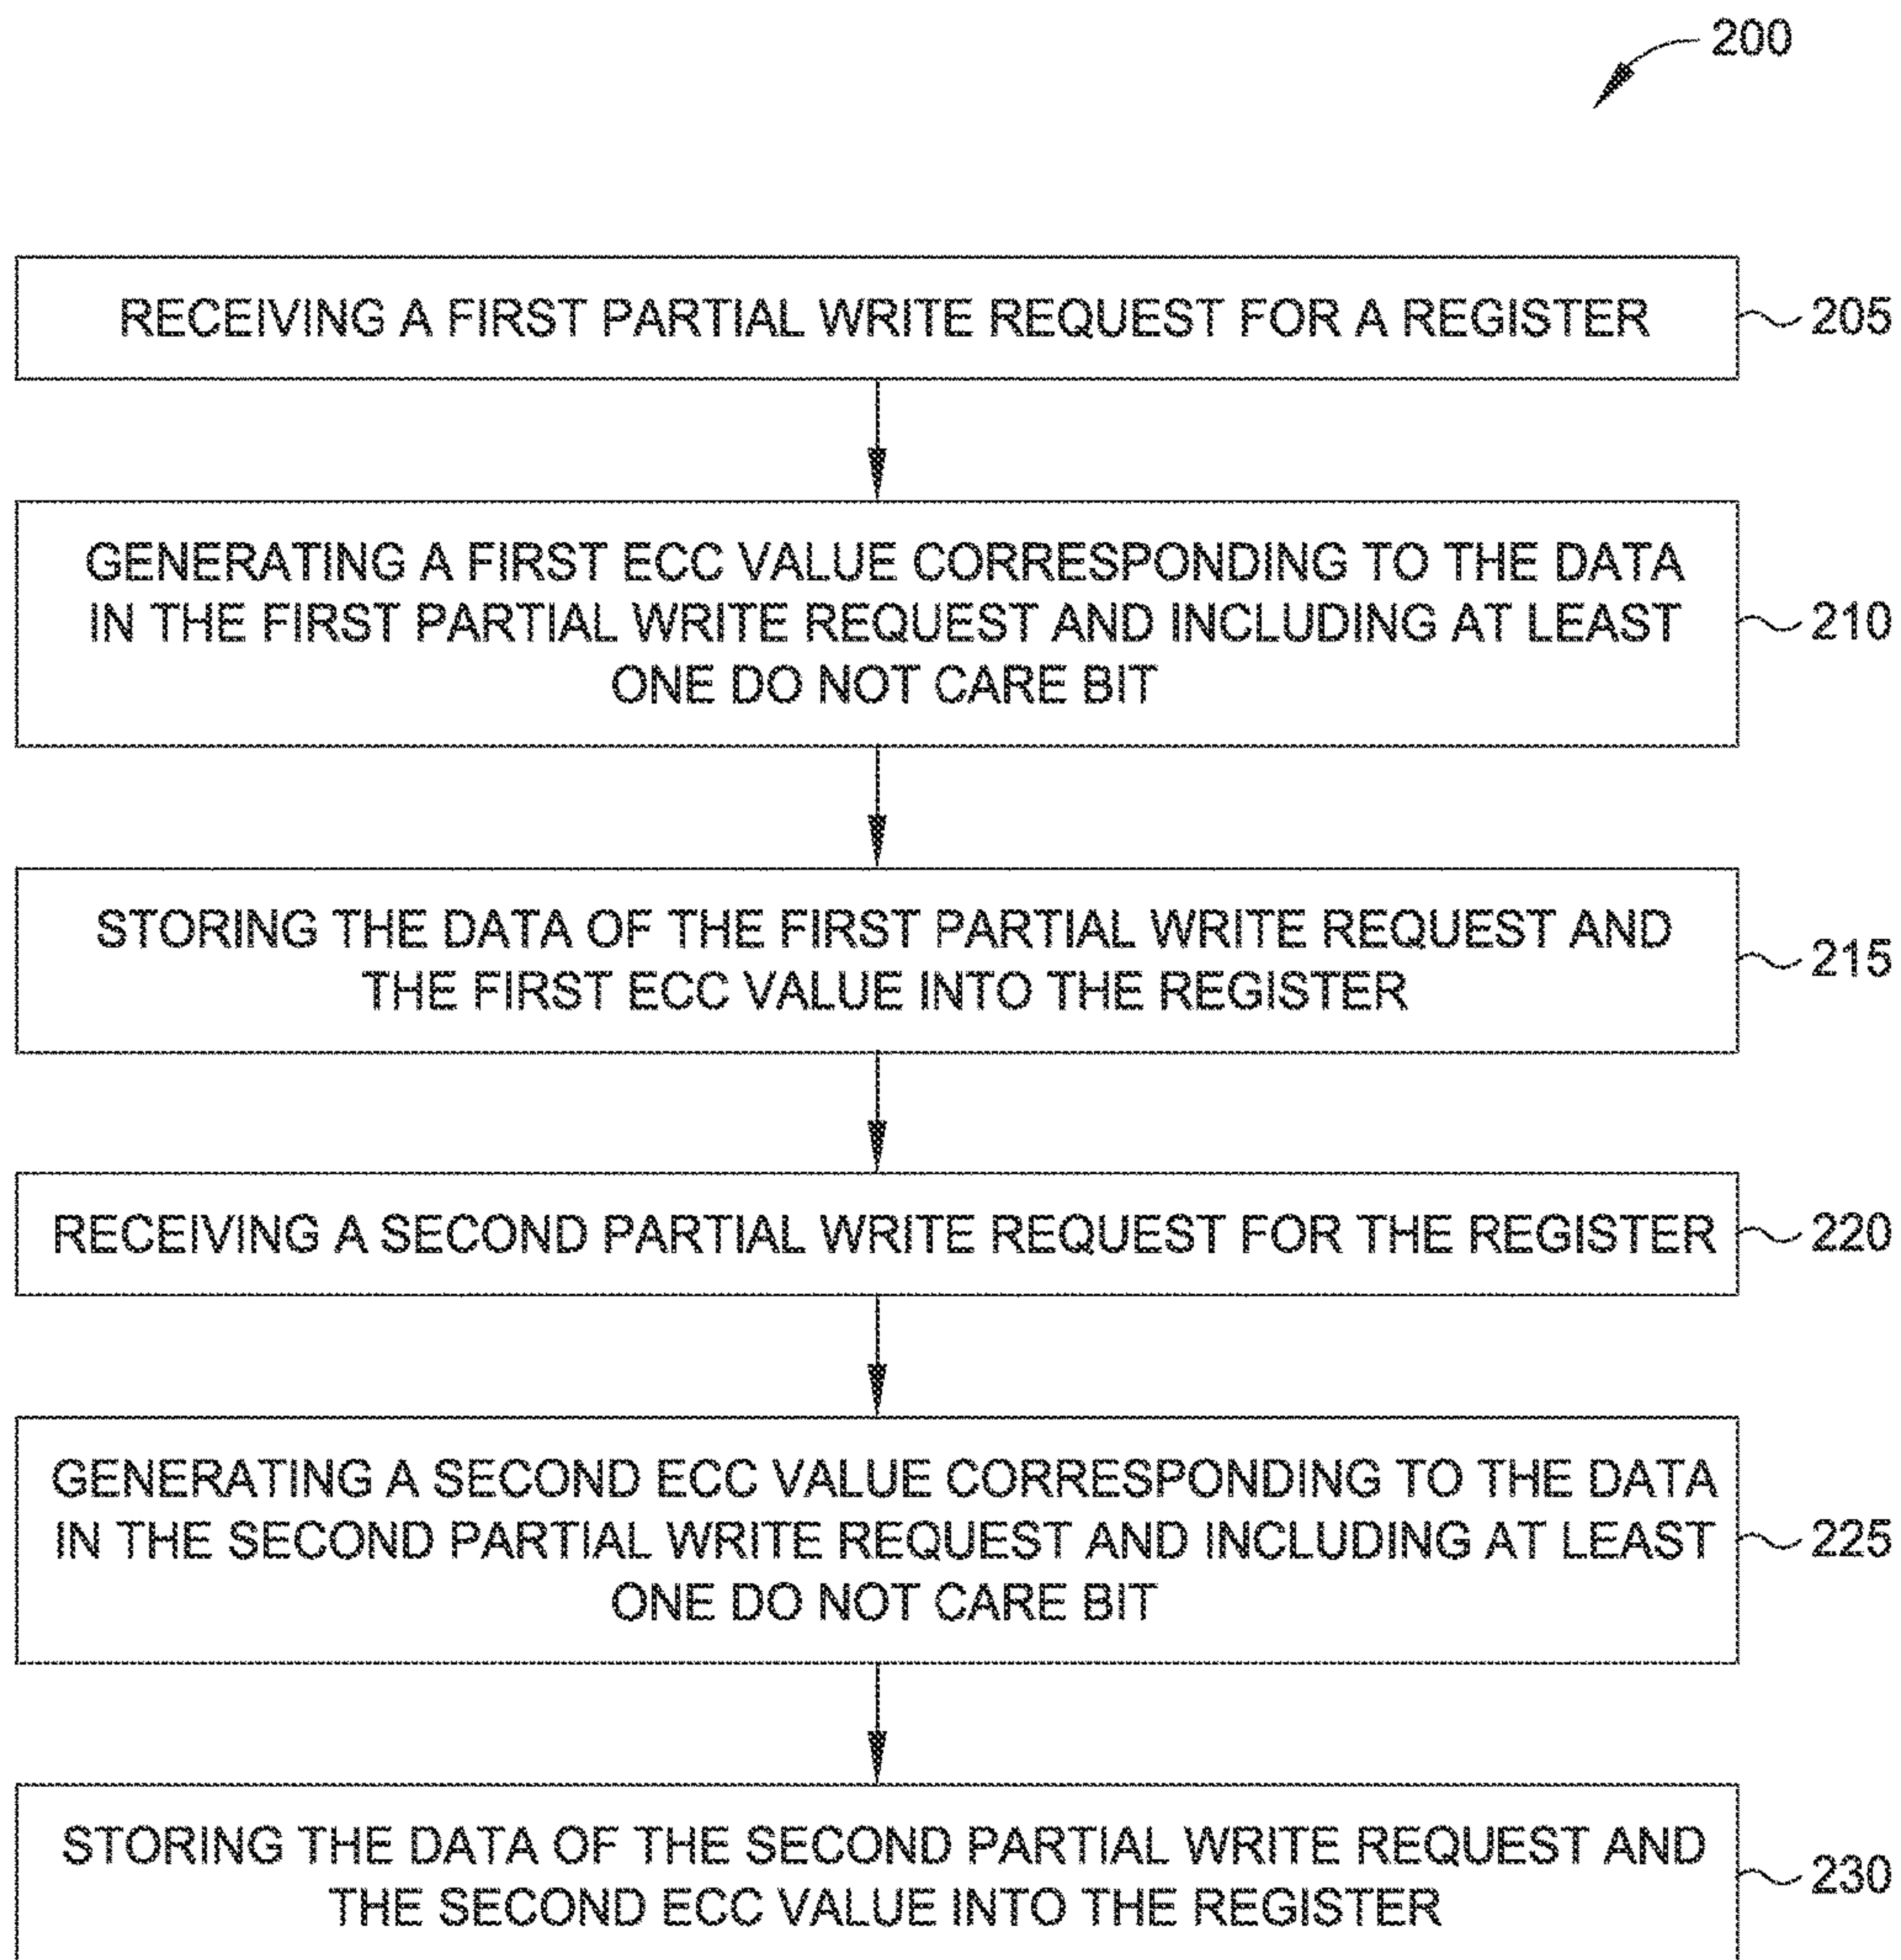 200
RECEIVING A FIRST PARTIAL WRITE REQUEST FOR A REGISTER
205
GENERATING A FIRST ECC VALUE CORRESPONDING TO THE DATA
IN THE FIRST PARTIAL WRITE REQUEST AND INCLUDING AT LEAST
ONE DO NOT CARE BIT
210
STORING THE DATA OF THE FIRST PARTIAL WRITE REQUEST AND
THE FIRST ECC VALUE INTO THE REGISTER
215
RECEIVING A SECOND PARTIAL WRITE REQUEST FOR THE REGISTER
220
GENERATING A SECOND ECC VALUE CORRESPONDING TO THE DATA
IN THE SECOND PARTIAL WRITE REQUEST AND INCLUDING AT LEAST
ONE DO NOT CARE BIT
225
STORING THE DATA OF THE SECOND PARTIAL WRITE REQUEST AND
THE SECOND ECC VALUE INTO THE REGISTER
230